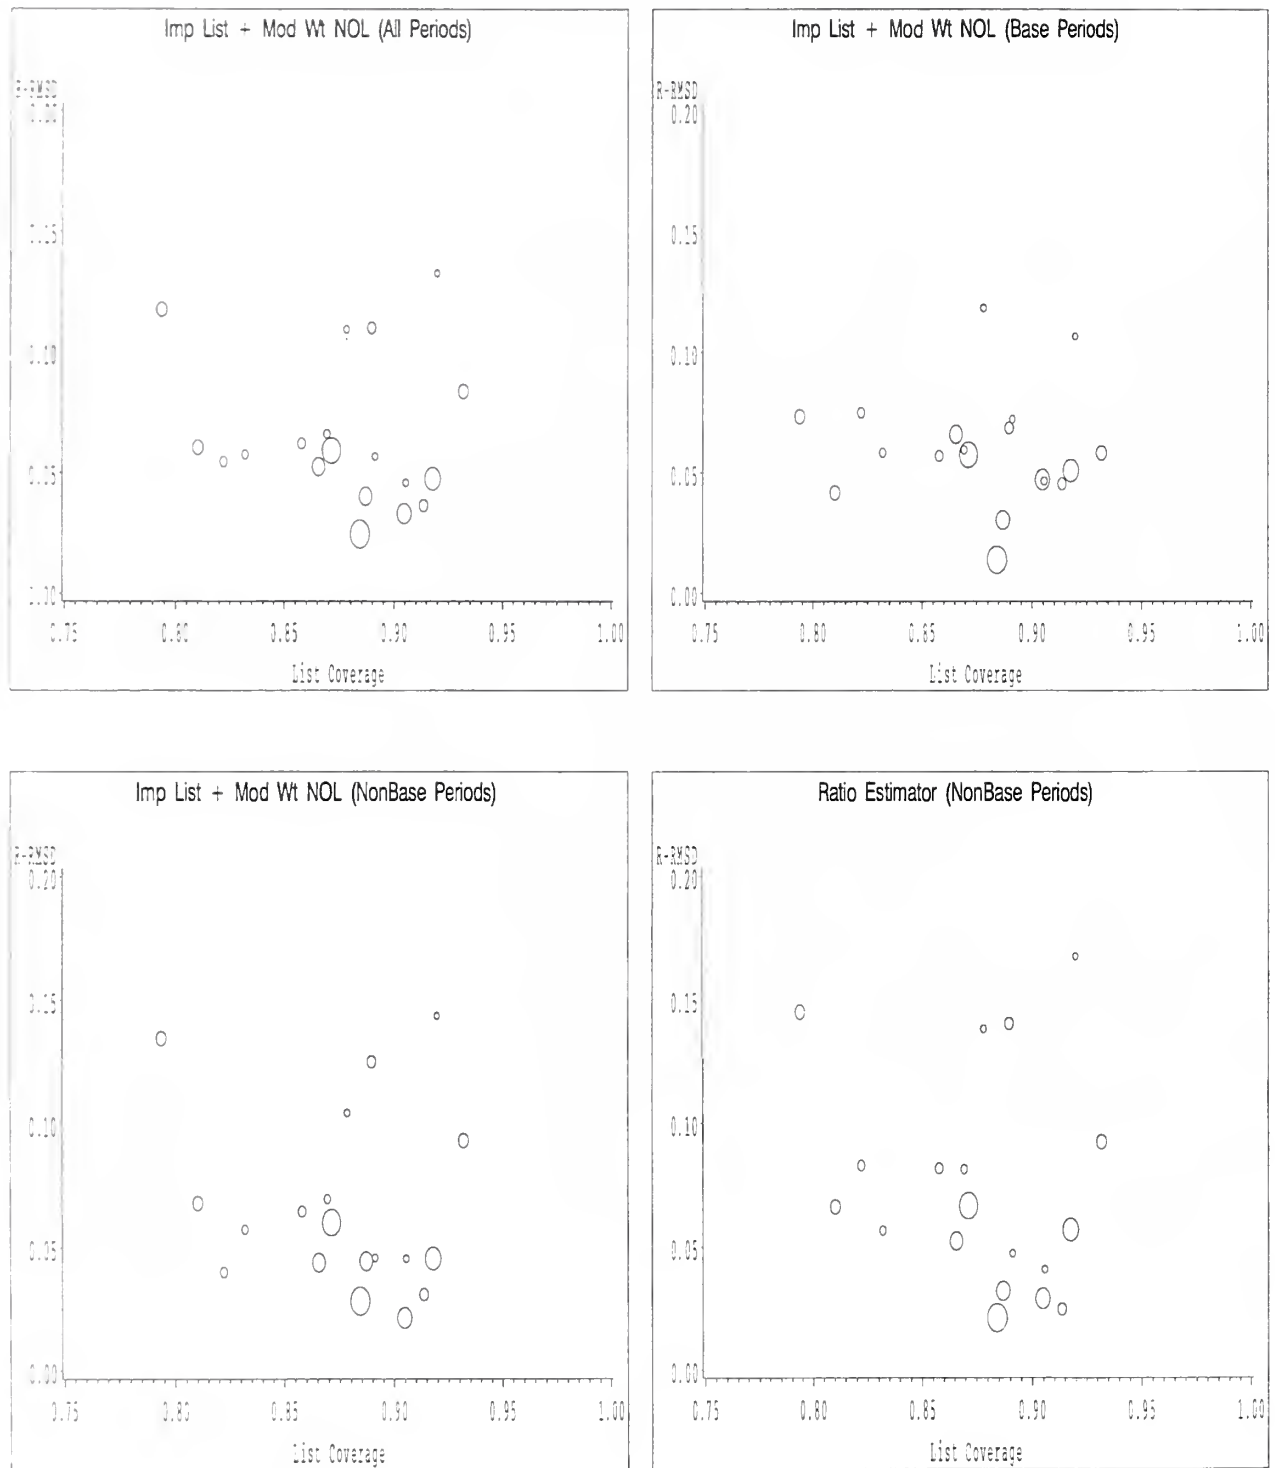 Imp List + Mod Wt NOL (All Periods)
R-RMSD
0.20
0.15
0.10
0.05
0.00
0.75 0.80 0.85 0.90 0.95 1.00
List Coverage
Imp List + Mod Wt NOL (Base Periods)
R-RMSD
0.20
0.15
0.10
0.05
0.00
0.75 0.80 0.85 0.90 0.95 1.00
List Coverage
Imp List + Mod Wt NOL (NonBase Periods)
R-RMSD
0.20
0.15
0.10
0.05
0.00
0.75 0.80 0.85 0.90 0.95 1.00
List Coverage
Ratio Estimator (NonBase Periods)
R-RMSD
0.20
0.15
0.10
0.05
0.00
0.75 0.80 0.85 0.90 0.95 1.00
List Coverage